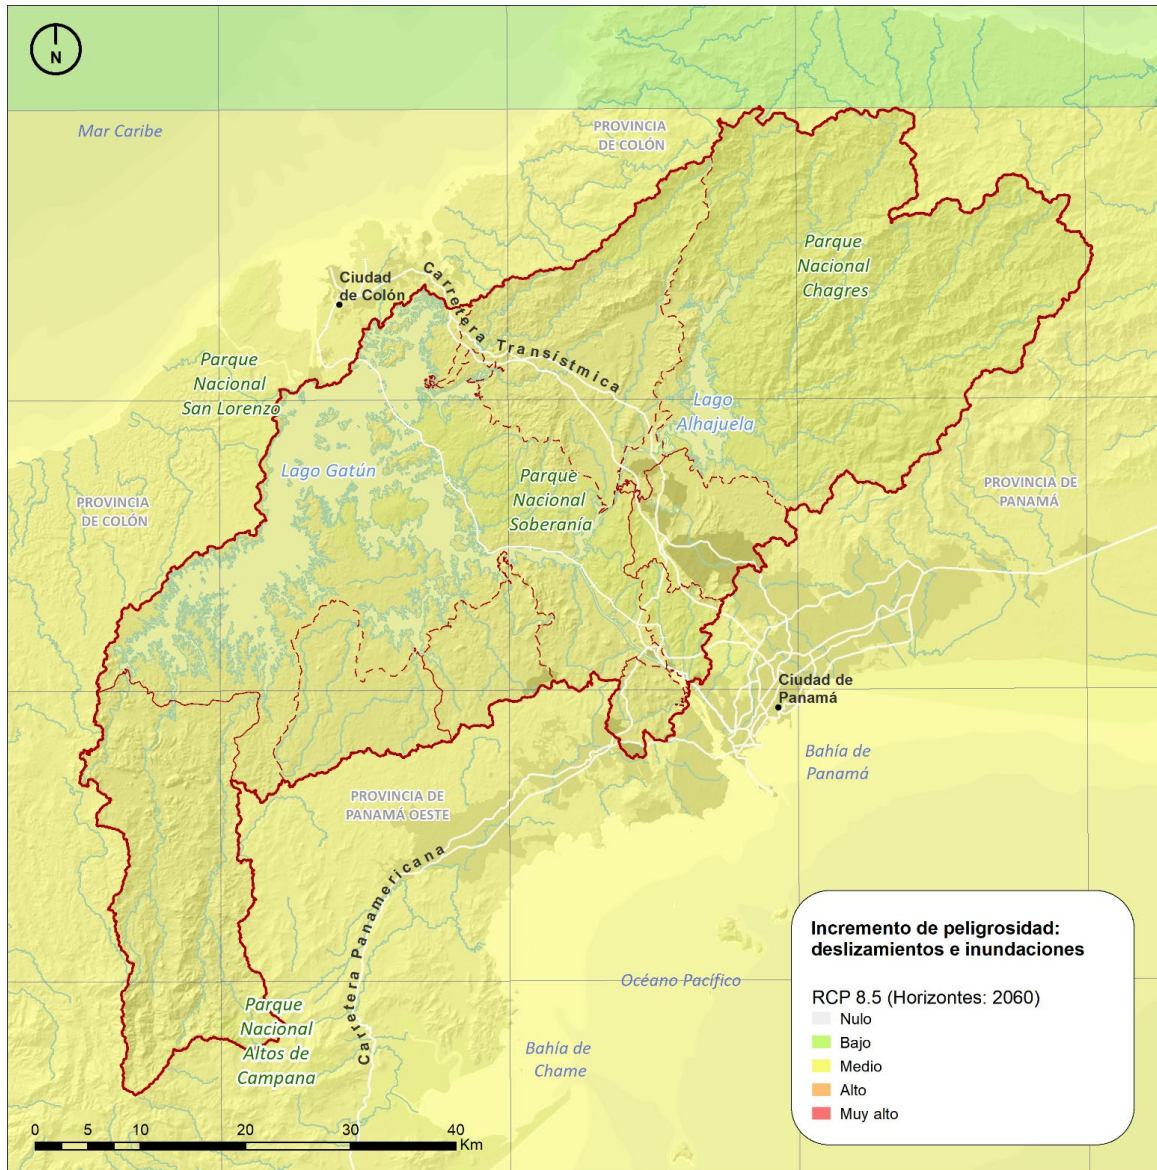 N
Mar Caribe
PROVINCIA
DE COLÓN
Parque
Nacional
Chagres
Ciudad
de Colón
Carretera Transístmica
Parque
Nacional
San Lorenzo
Lago
Alhajuela
Lago Gatún
Parque
Nacional
Soberanía
PROVINCIA
DE COLÓN
PROVINCIA DE
PANAMÁ
Ciudad de
Panamá
Bahía de
Panamá
PROVINCIA DE
PANAMÁ OESTE
Carretera Panamericana
Océano Pacífico
Parque
Nacional
Altos de
Campana
Bahía de
Chame
Incremento de peligrosidad:
deslizamientos e inundaciones
RCP 8.5 (Horizontes: 2060)
Nulo
Bajo
Medio
Alto
Muy alto
0 5 10 20 30 40
Km